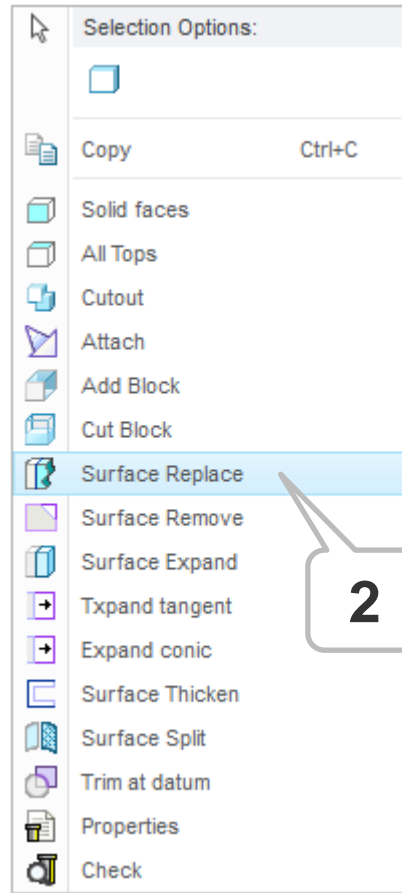 Selection Options:
Copy Ctrl+C
Solid faces
All Tops
Cutout
Attach
Add Block
Cut Block
Surface Replace
Surface Remove
Surface Expand
2
Txpand tangent
Expand conic
Surface Thicken
Surface Split
Trim at datum
Properties
Check